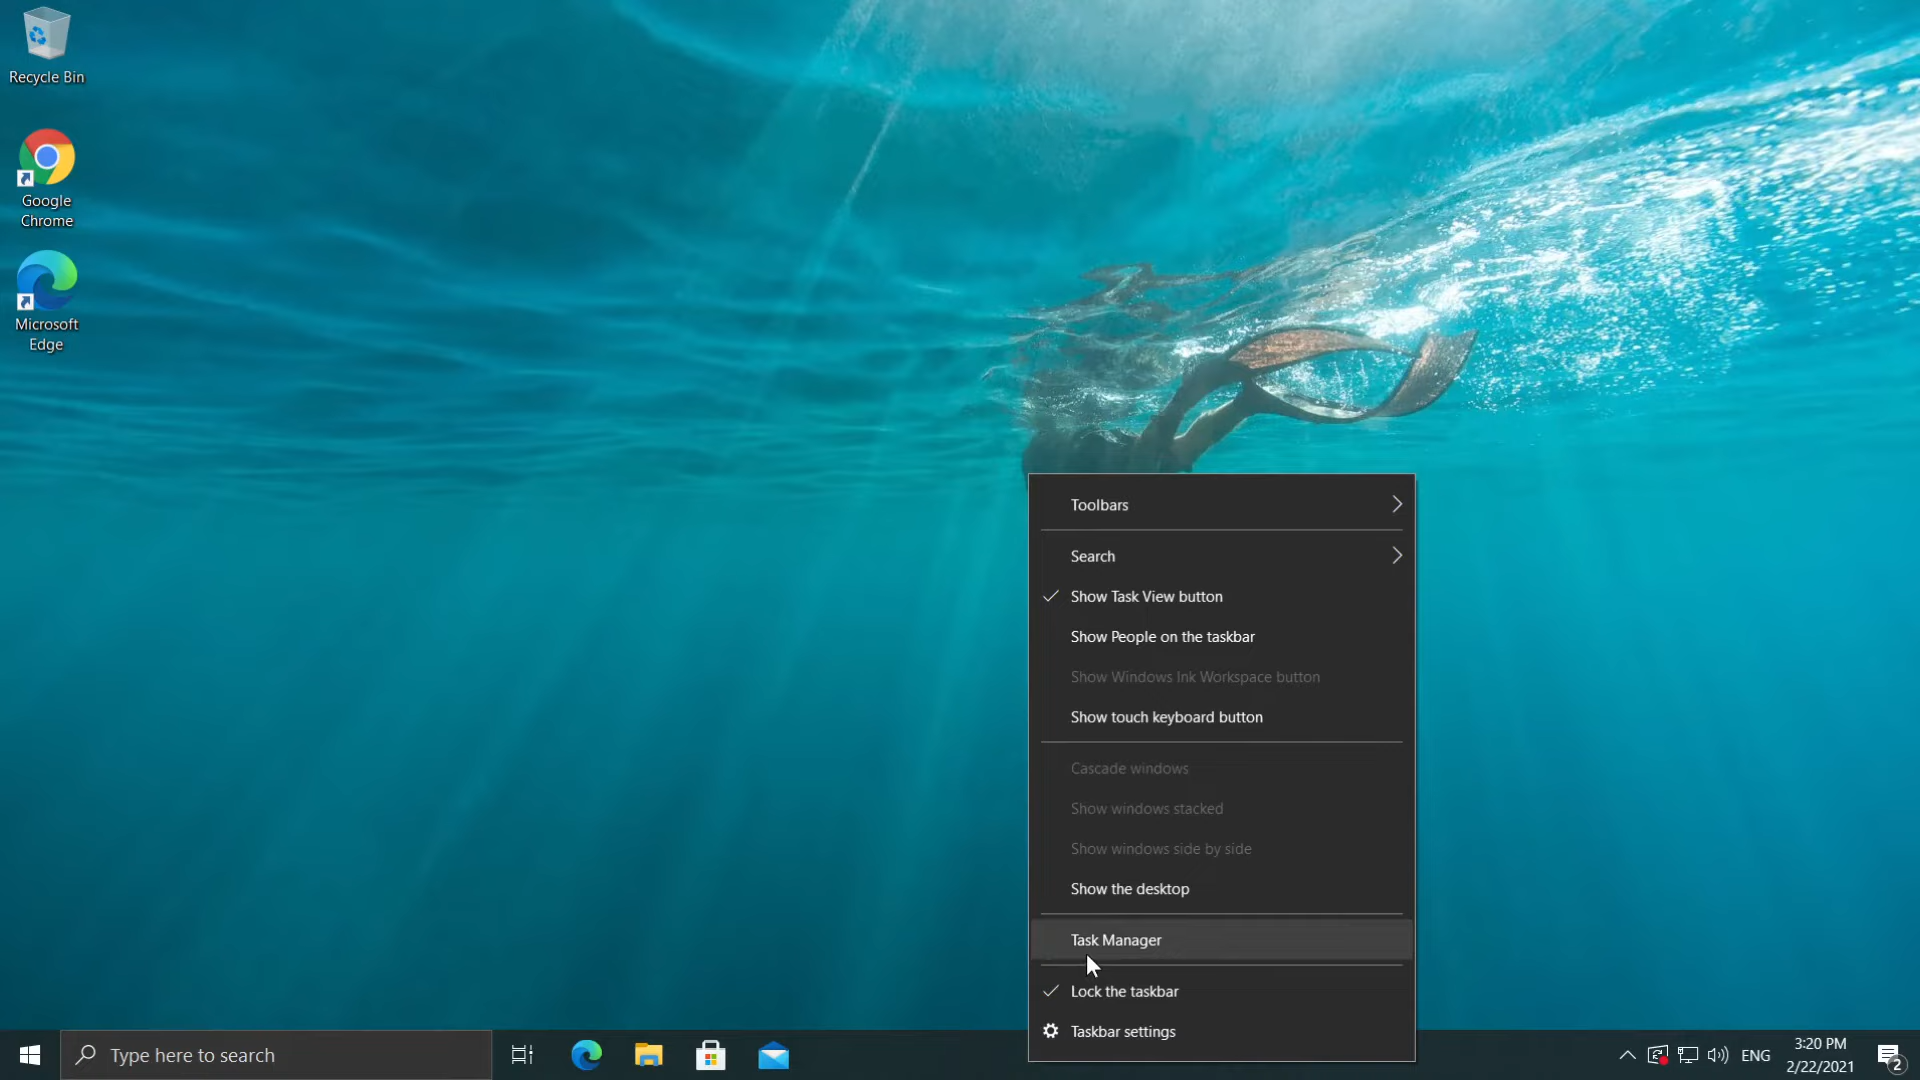 Recycle Bin
Google
Chrome
Microsoft
Edge
Toolbars
Search
Show Task View button
Show People on the taskbar
Show Windows Ink Workspace button
Show touch keyboard button
Cascade windows
Show windows stacked
Show windows side by side
Show the desktop
Task Manager
Lock the taskbar
Taskbar settings
Type here to search
ENG
3:20 PM
2/22/2021
2